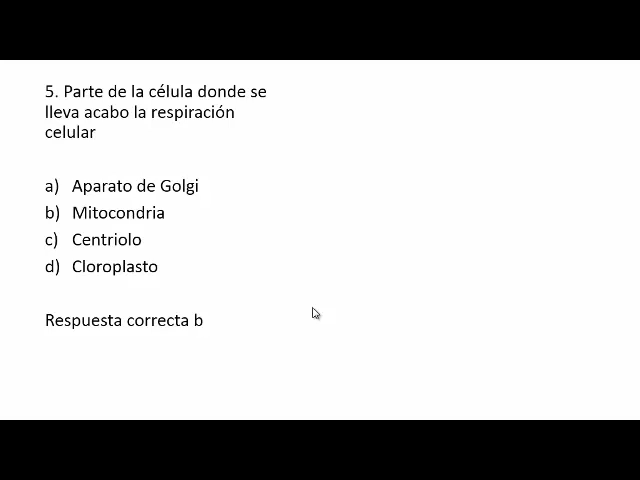 5. Parte de la célula donde se
lleva acabo la respiración
celular
a) Aparato de Golgi
b) Mitocondria
c) Centriolo
d) Cloroplasto
Respuesta correcta b